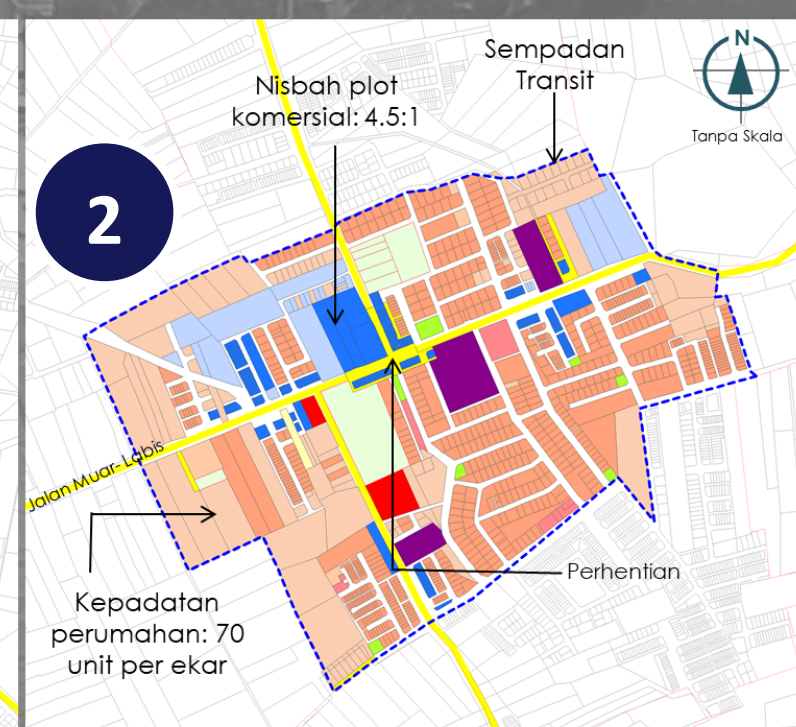 N
Tanpa Skala
Sempadan
Transit
Nisbah plot
komersial: 4.5:1
2
Jalan Muar-Labis
Perhentian
Kepadatan
perumahan: 70
unit per ekar